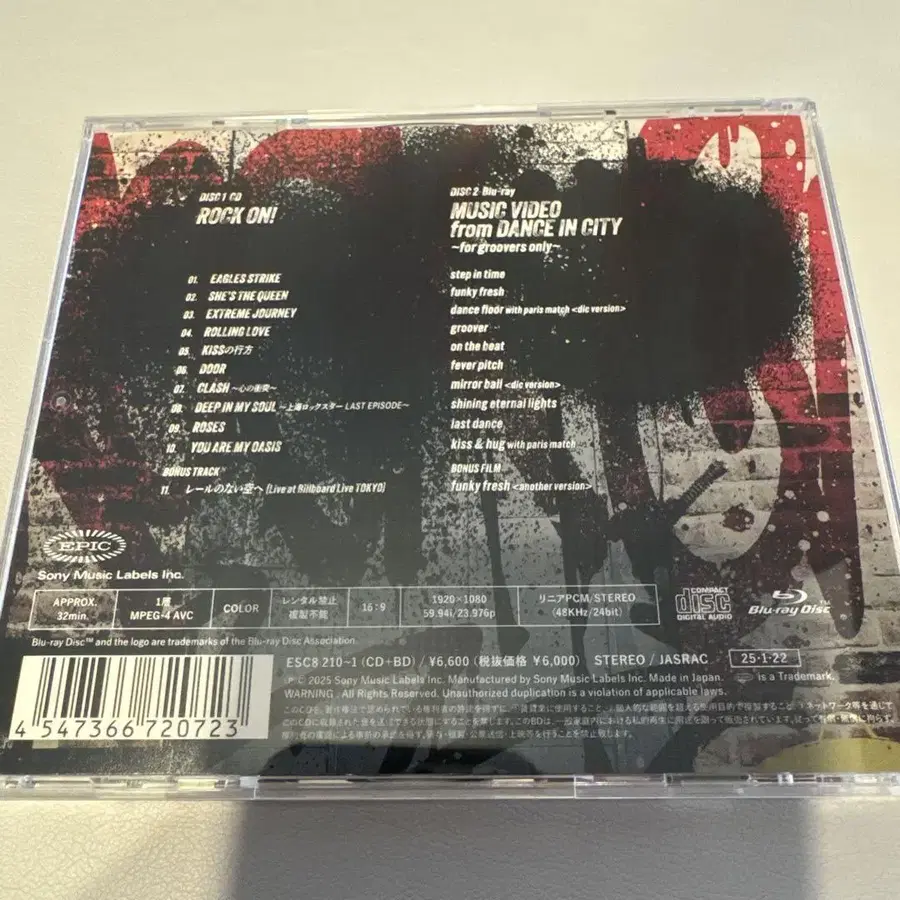 DISC 1 CD
ROCK ON!
01. EAGLES STRIKE
02. SHE'S THE QUEEN
03. EXTREME JOURNEY
04. ROLLING LOVE
05. KISSの行方
06. DOOR
07. CLASH ～心の衝突～
08. DEEP IN MY SOUL ～上海ロックスター LAST EPISODE～
09. ROSES
10. YOU ARE MY OASIS
BONUS TRACK
11. レールのない空へ [Live at Billboard Live TOKYO]
DISC 2 Blu-ray
MUSIC VIDEO
from DANCE IN CITY
~for groovers only~
step in time
funky fresh
dance floor with paris match <dic version>
groover
on the beat
fever pitch
mirror ball <dic version>
shining eternal lights
last dance
kiss & hug with paris match
BONUS FILM
funky fresh <another version>
EPIC
Sony Music Labels Inc.
APPROX. 32min.
1層 MPEG-4 AVC
COLOR
レンタル禁止 複製不能
16:9
1920×1080 59.94i/23.976p
リニアPCM/STEREO (48KHz/24bit)
COMPACT disc DIGITAL AUDIO
Blu-ray Disc
Blu-ray Disc™ and the logo are trademarks of the Blu-ray Disc Association.
ESC8 210~1 (CD+BD) / ¥6,600 (税抜価格 ¥6,000) STEREO / JASRAC
25·1·22
Ⓟ© 2025 Sony Music Labels Inc. Manufactured by Sony Music Labels Inc. Made in Japan.
EPIC is a Trademark.
WARNING : All Rights Reserved. Unauthorized duplication is a violation of applicable laws.
4 547366 720723